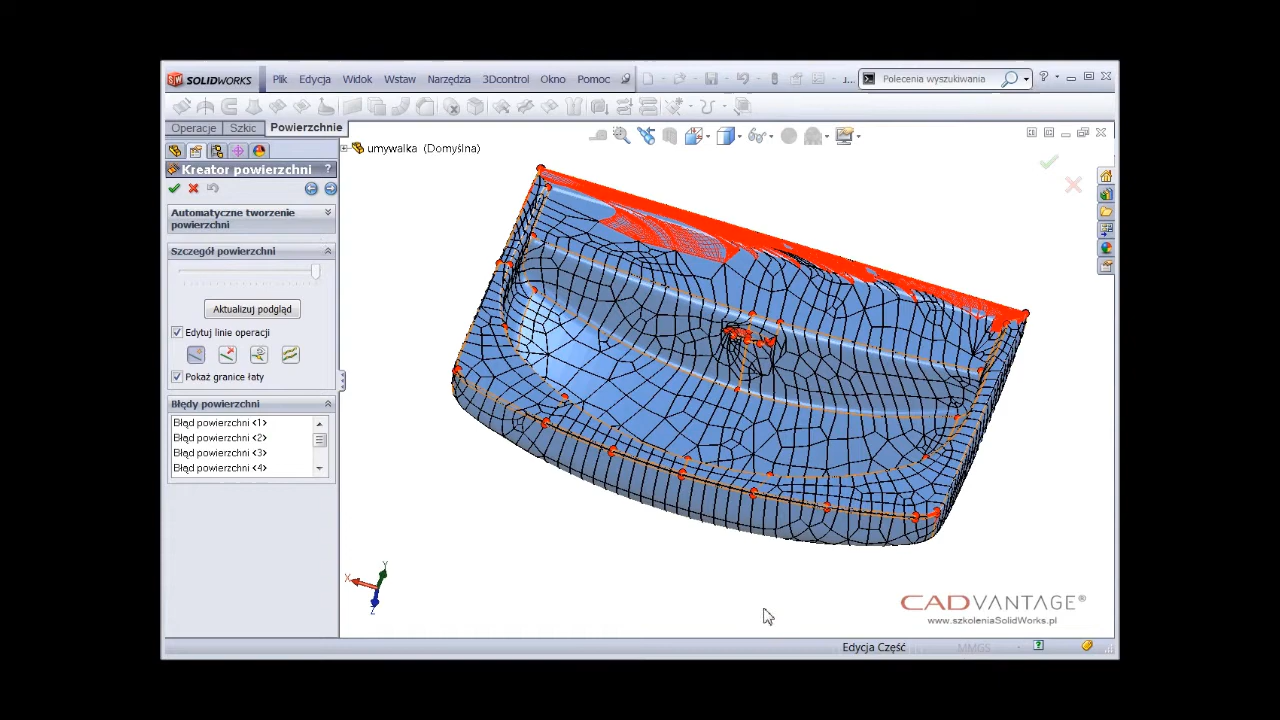 SOLIDWORKS Plik Edycja Widok Wstaw Narzędzia 3Dcontrol Okno Pomoc J... Polecenia wyszukiwania ?
Operacje Szkic Powierzchnie
umywalka (Domyślna)
Kreator powierzchni ?
Automatyczne tworzenie
powierzchni
Szczegół powierzchni
Aktualizuj podgląd
Edytuj linie operacji
Pokaż granice łaty
Błędy powierzchni
Błąd powierzchni <1>
Błąd powierzchni <2>
Błąd powierzchni <3>
Błąd powierzchni <4>
X Y Z
CADVANTAGE®
www.szkoleniaSolidWorks.pl
Edycja Część MMGS - ?